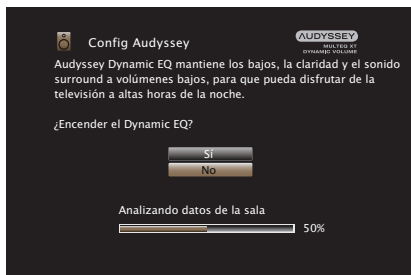 Config Audyssey
AUDYSSEY
MULTEQ XT
DYNAMIC VOLUME
Audyssey Dynamic EQ mantiene los bajos, la claridad y el sonido
surround a volúmenes bajos, para que pueda disfrutar de la
televisión a altas horas de la noche.
¿Encender el Dynamic EQ?
Sí
No
Analizando datos de la sala
50%